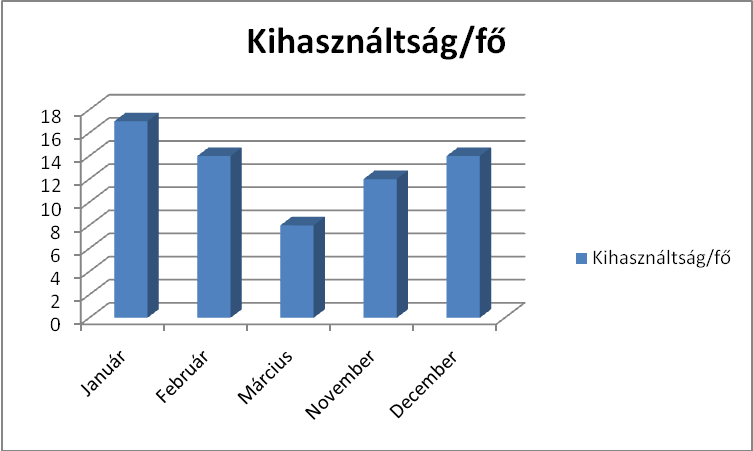 Kihasználtság/fő
18
16
14
12
10
8
6
4
2
0
Január
Február
Március
November
December
Kihasználtság/fő